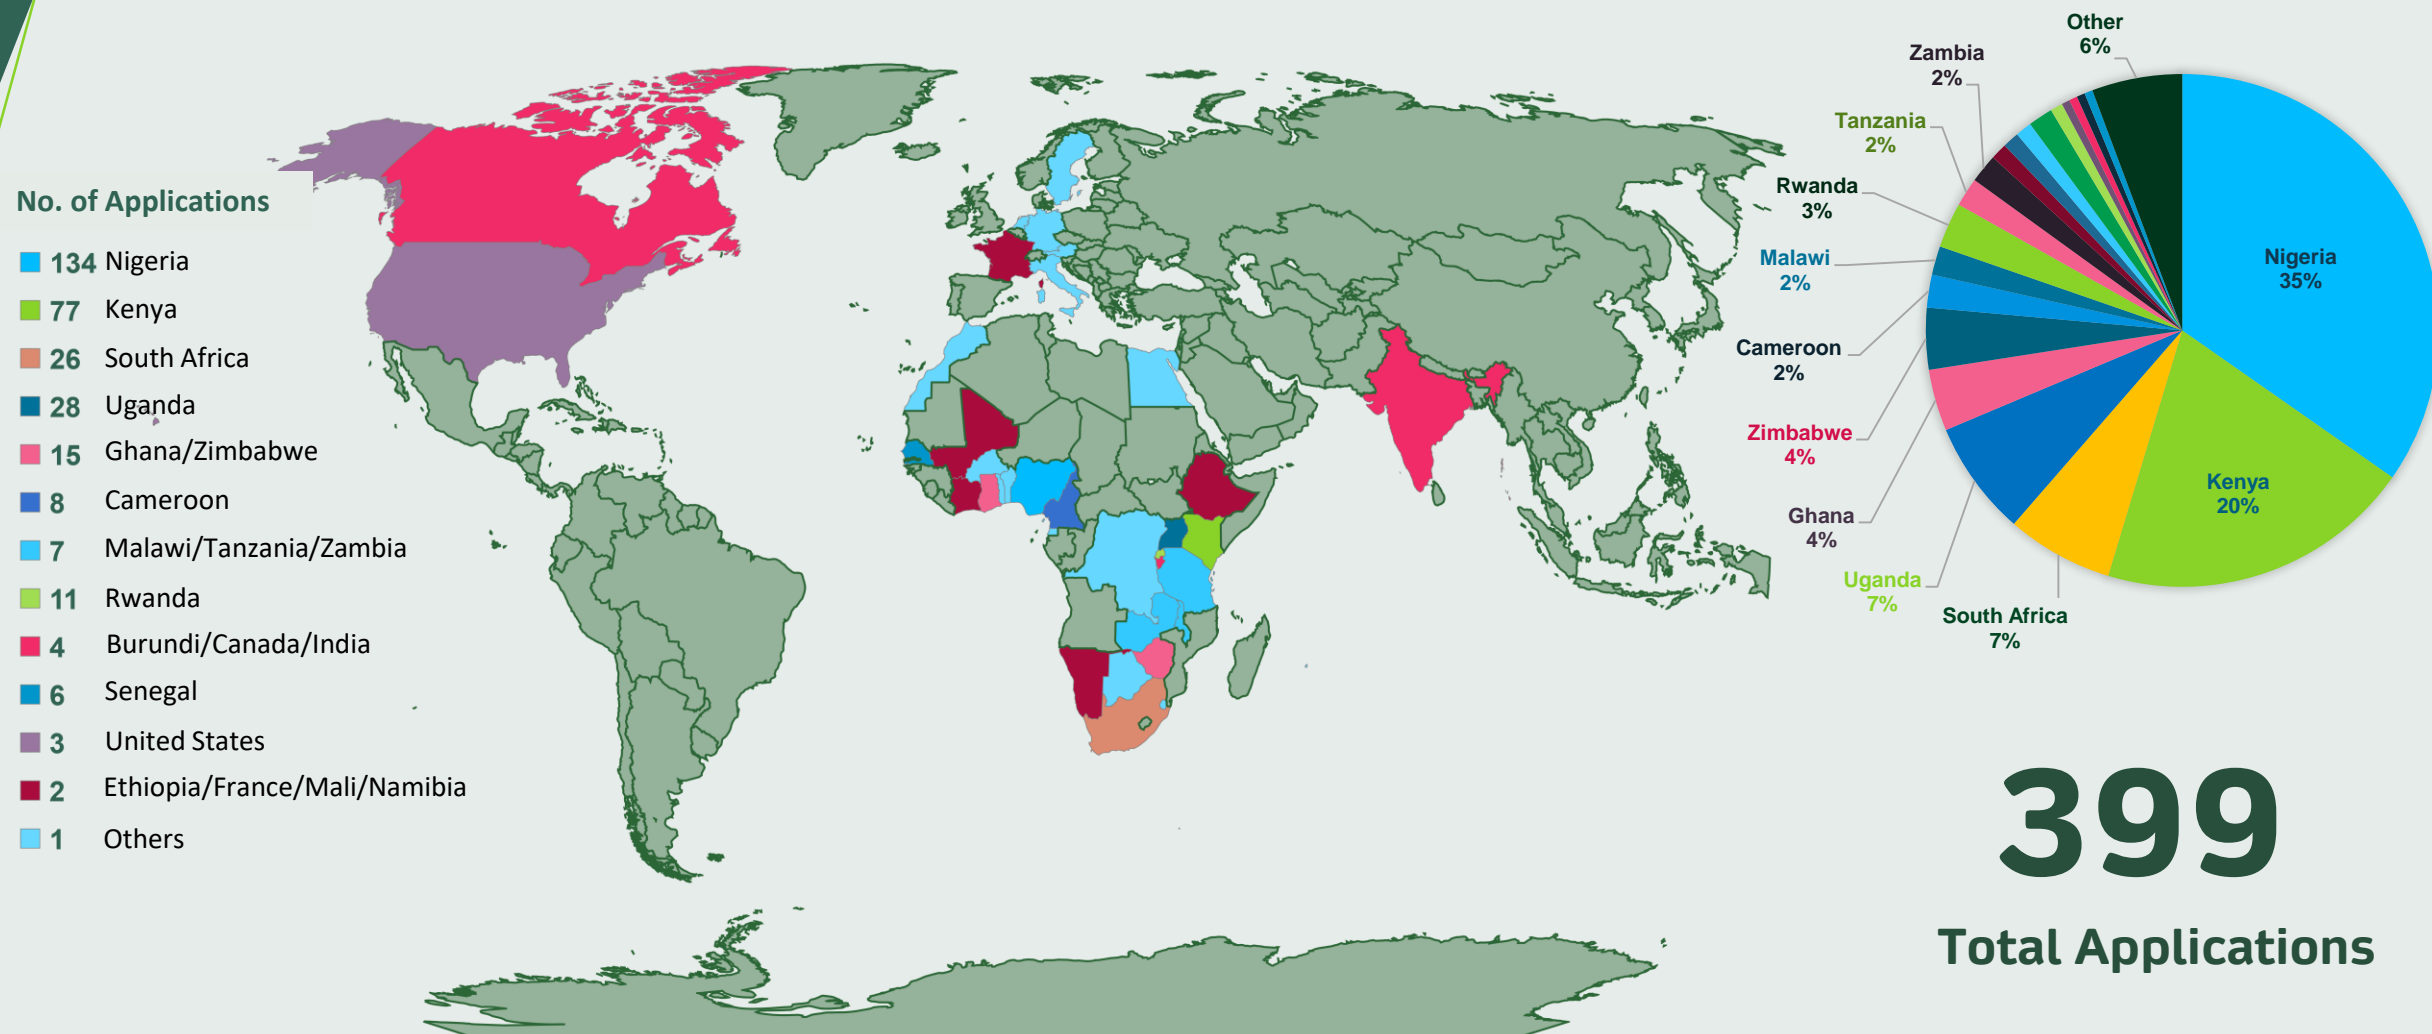 No. of Applications
134 Nigeria
77 Kenya
26 South Africa
28 Uganda
15 Ghana/Zimbabwe
8 Cameroon
7 Malawi/Tanzania/Zambia
11 Rwanda
4 Burundi/Canada/India
6 Senegal
3 United States
2 Ethiopia/France/Mali/Namibia
1 Others
Other
6%
Zambia
2%
Tanzania
2%
Rwanda
3%
Malawi
2%
Cameroon
2%
Zimbabwe
4%
Ghana
4%
Uganda
7%
South Africa
7%
Nigeria
35%
Kenya
20%
399
Total Applications